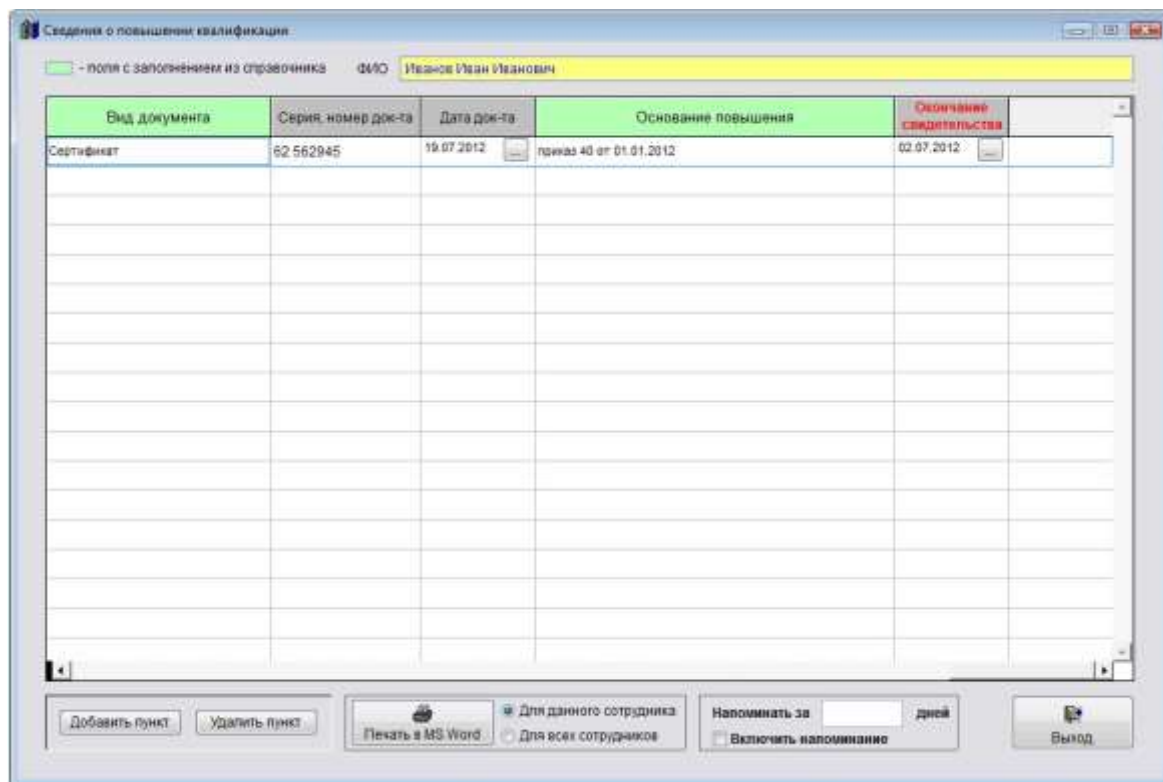 Сведения о повышении квалификации
- поля с заполнением из справочника ФИО Иванов Иван Иванович
Вид документа Серия, номер док-та Дата док-та Основание повышения Окончание свидетельства
Сертификат 62 562945 19.07.2012 ... приказ 40 от 01.01.2012 02.07.2012 ...
Добавить пункт Удалить пункт Печать в MS Word Для данного сотрудника Для всех сотрудников Напоминать за дней Включить напоминание Выход